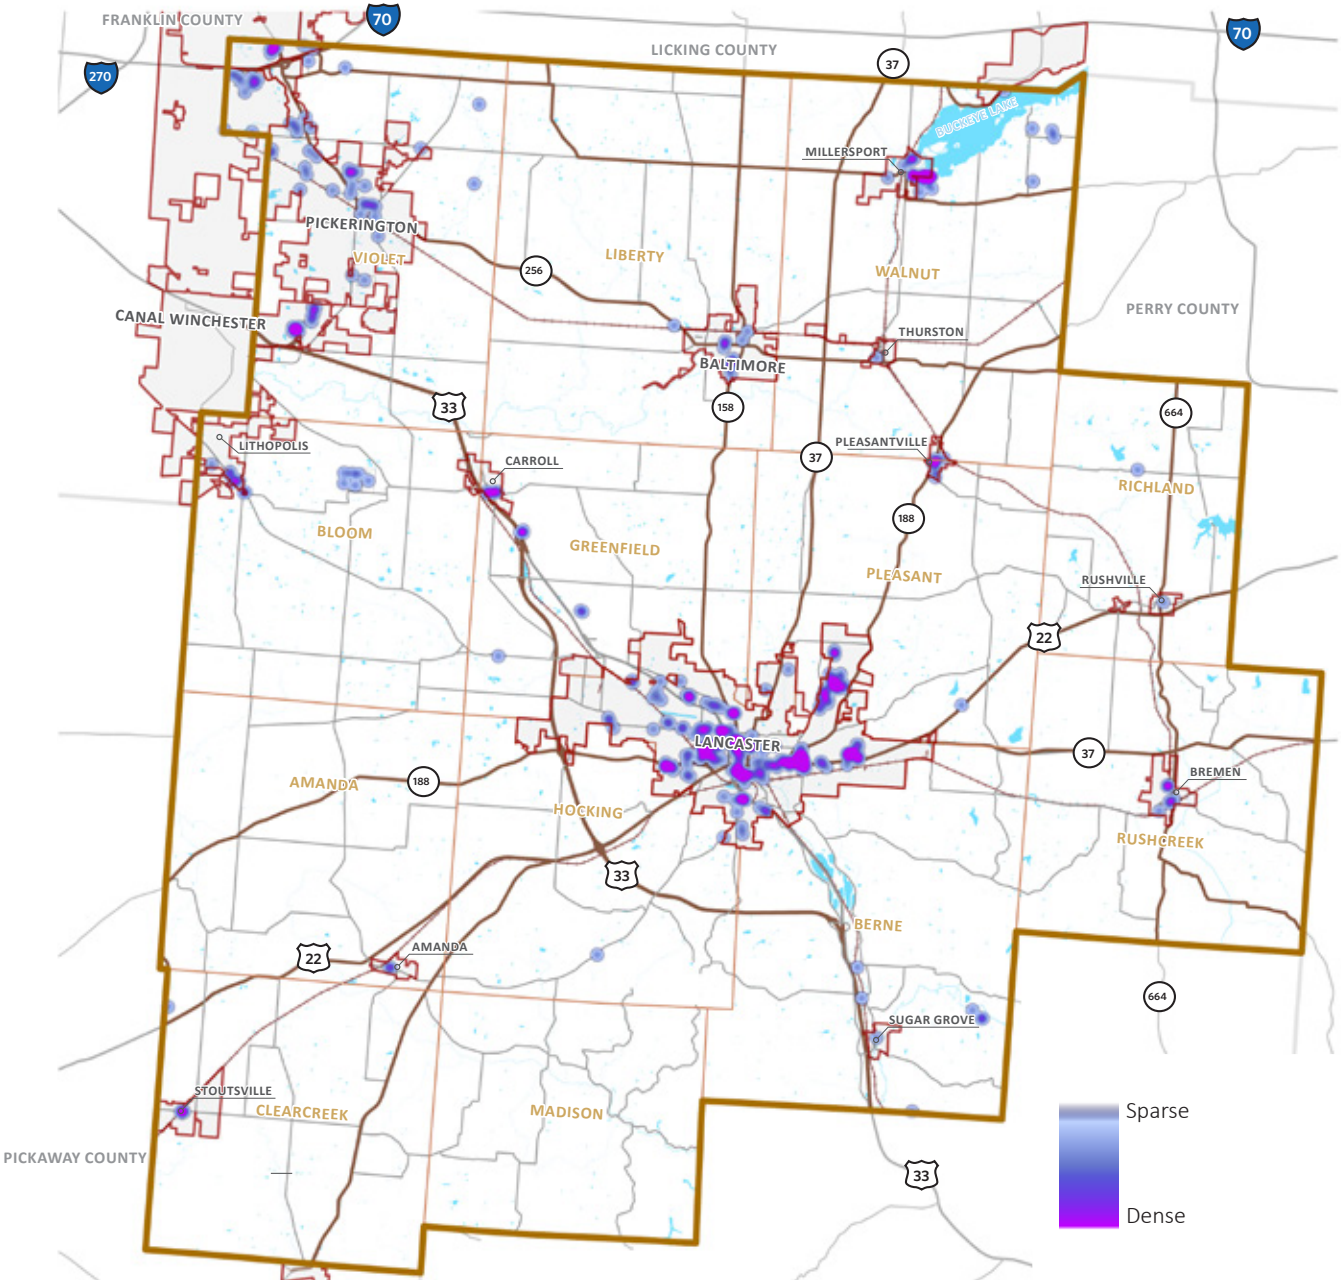 FRANKLIN COUNTY
70
70
LICKING COUNTY
37
270
BUCKEYE LAKE
MILLERSPORT
PICKERINGTON
VIOLET
LIBERTY
256
WALNUT
PERRY COUNTY
CANAL WINCHESTER
THURSTON
BALTIMORE
33
158
664
LITHOPOLIS
PLEASANTVILLE
CARROLL
37
RICHLAND
188
BLOOM
GREENFIELD
PLEASANT
RUSHVILLE
22
LANCASTER
37
BREMEN
AMANDA
188
HOCKING
RUSHCREEK
33
BERNE
AMANDA
22
664
SUGAR GROVE
STOUTSVILLE
CLEARCREEK
MADISON
Sparse
PICKAWAY COUNTY
33
Dense